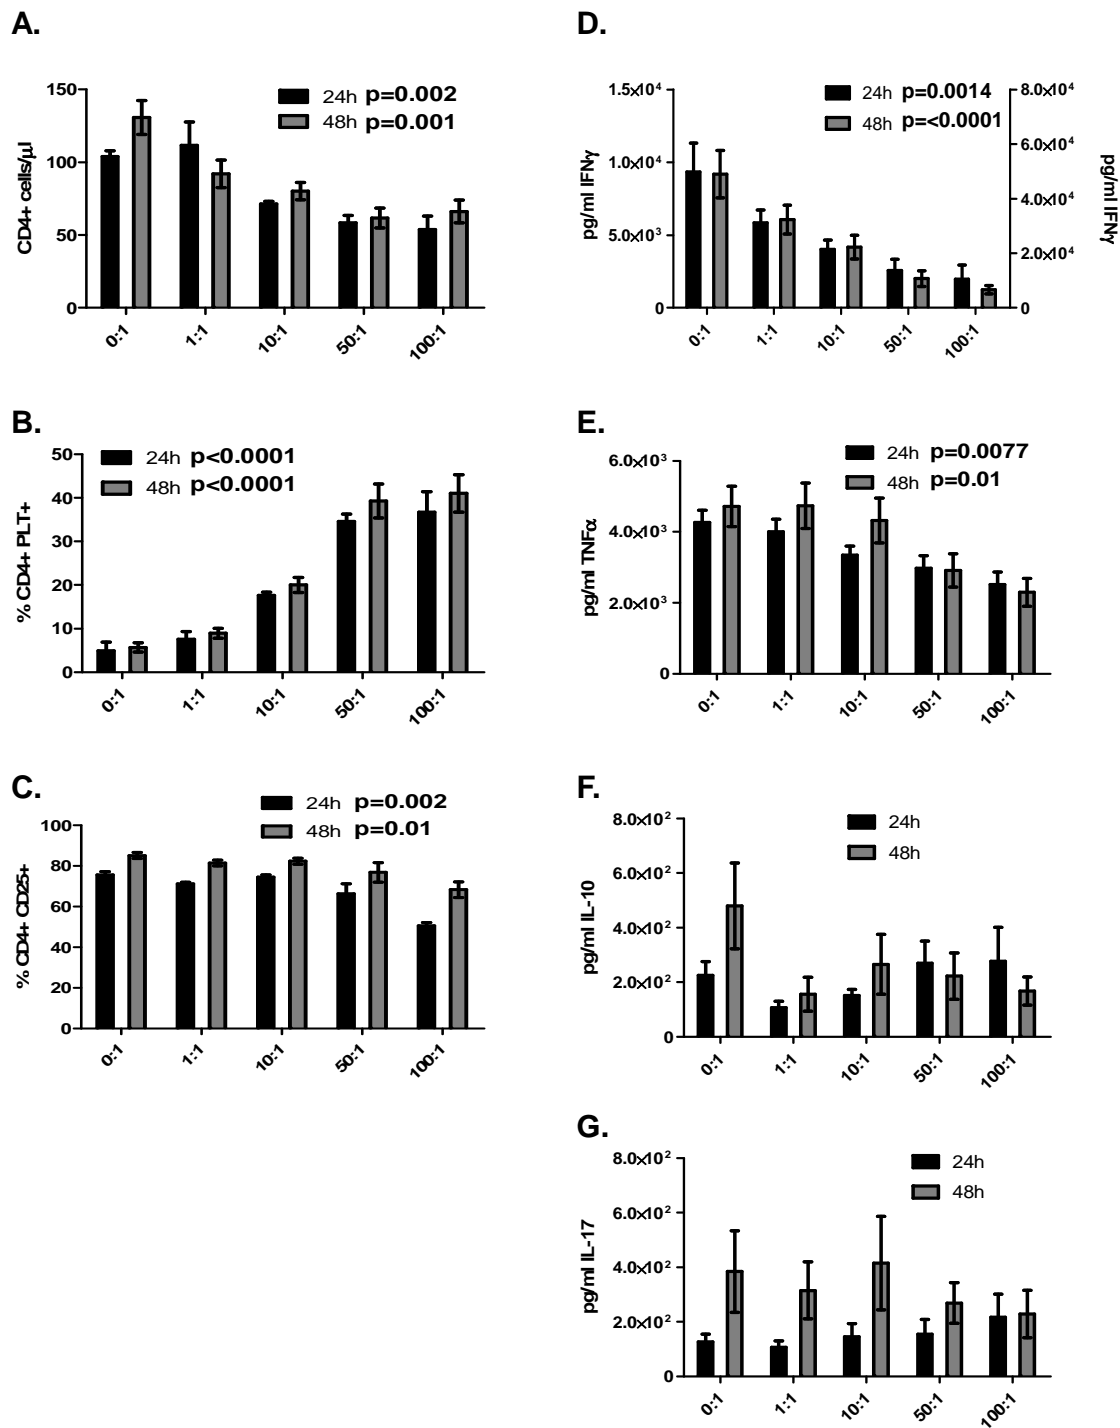 A.
150
100
50
0
CD4+ cells/μl
24h p=0.002
48h p=0.001
0:1 1:1 10:1 50:1 100:1
B.
50
40
30
20
10
0
% CD4+ PLT+
24h p<0.0001
48h p<0.0001
0:1 1:1 10:1 50:1 100:1
C.
100
80
60
40
20
0
% CD4+ CD25+
24h p=0.002
48h p=0.01
0:1 1:1 10:1 50:1 100:1
D.
1.5×10⁴
1.0×10⁴
5.0×10³
0
pg/ml IFNγ
24h p=0.0014
48h p=<0.0001
8.0×10⁴
6.0×10⁴
4.0×10⁴
2.0×10⁴
0
pg/ml IFNγ
0:1 1:1 10:1 50:1 100:1
E.
6.0×10³
4.0×10³
2.0×10³
0
pg/ml TNFα
24h p=0.0077
48h p=0.01
0:1 1:1 10:1 50:1 100:1
F.
8.0×10²
6.0×10²
4.0×10²
2.0×10²
0
pg/ml IL-10
24h
48h
0:1 1:1 10:1 50:1 100:1
G.
8.0×10²
6.0×10²
4.0×10²
2.0×10²
0
pg/ml IL-17
24h
48h
0:1 1:1 10:1 50:1 100:1